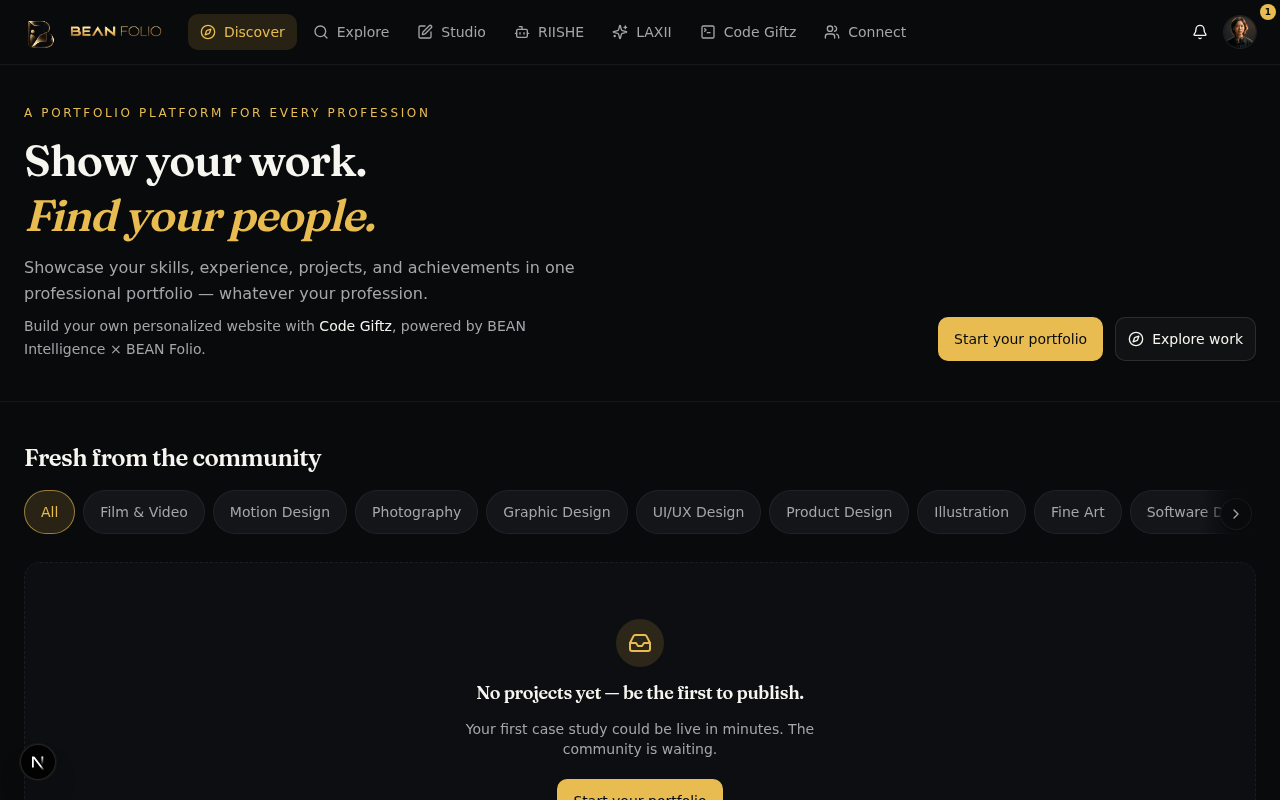 BEAN FOLIO
Discover
Explore
Studio
RIISHE
LAXII
Code Giftz
Connect
1
A PORTFOLIO PLATFORM FOR EVERY PROFESSION
Show your work.
Find your people.
Showcase your skills, experience, projects, and achievements in one
professional portfolio — whatever your profession.
Build your own personalized website with Code Giftz, powered by BEAN
Intelligence × BEAN Folio.
Start your portfolio
Explore work
Fresh from the community
All
Film & Video
Motion Design
Photography
Graphic Design
UI/UX Design
Product Design
Illustration
Fine Art
Software
No projects yet — be the first to publish.
Your first case study could be live in minutes. The
community is waiting.
Start your portfolio
N